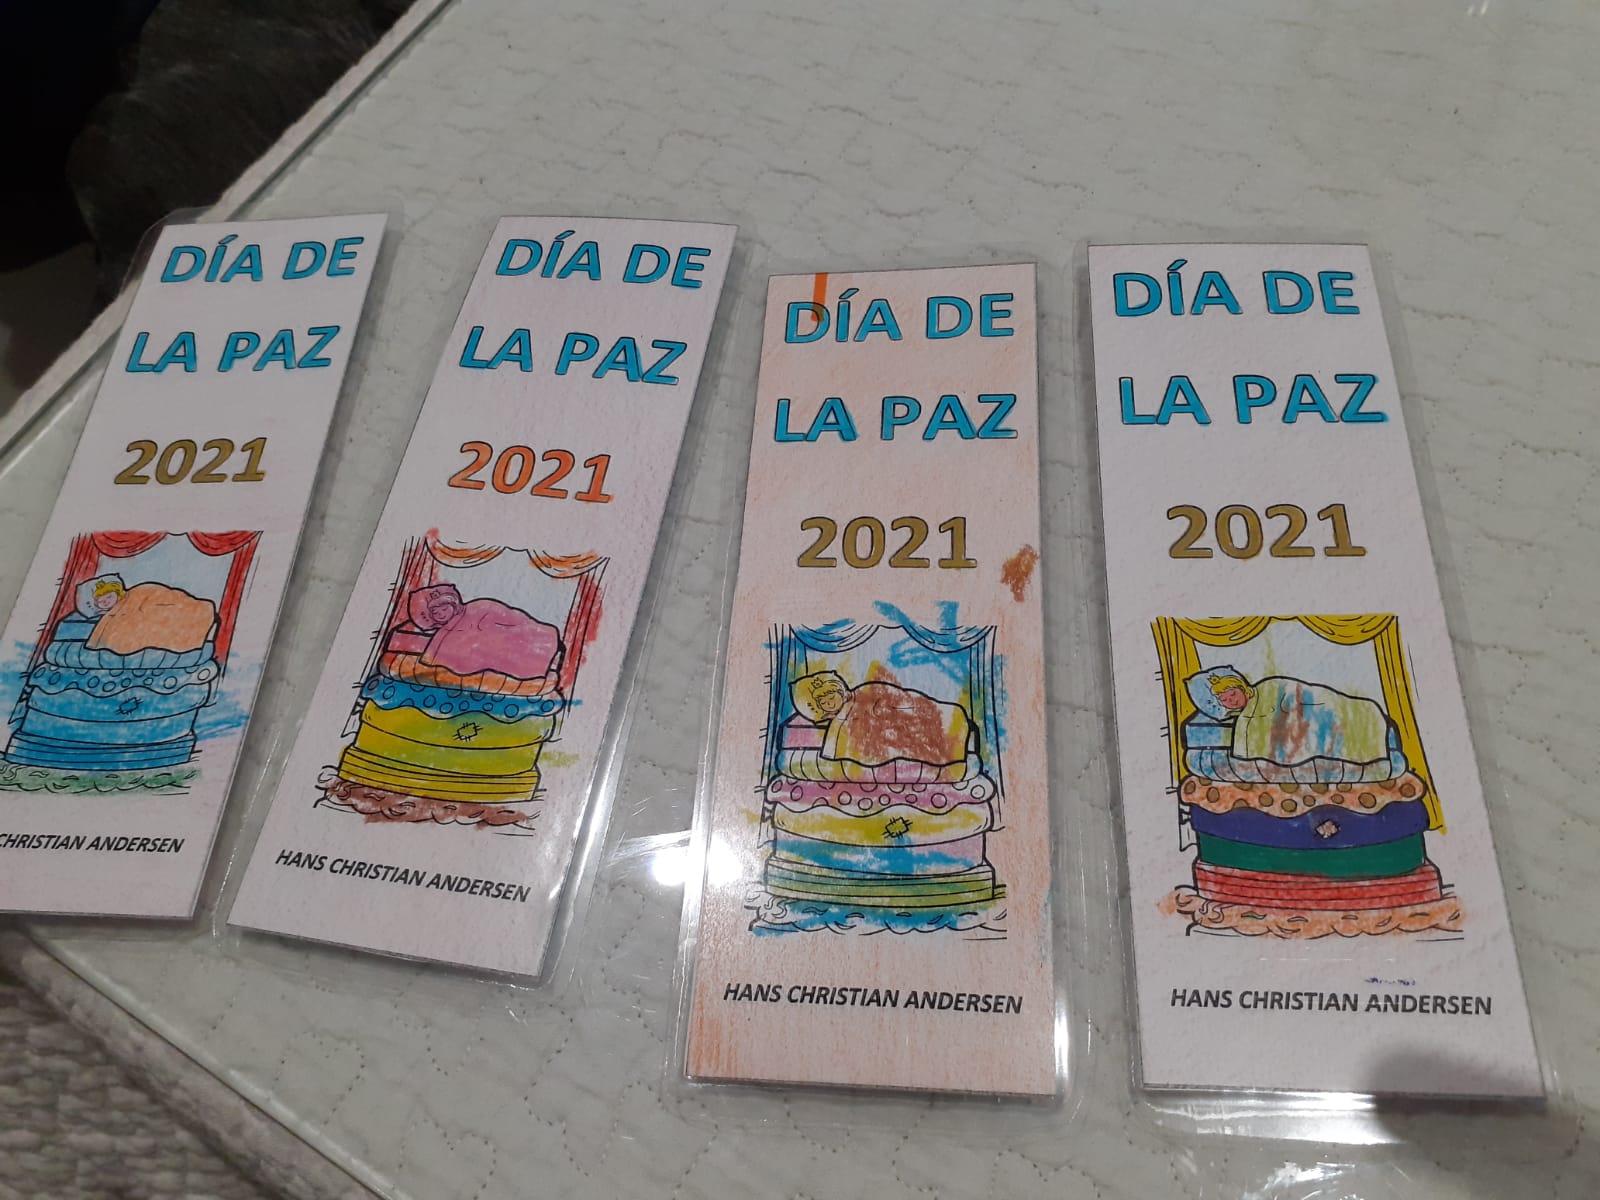 DÍA DE
LA PAZ
2021
CHRISTIAN ANDERSEN
DÍA DE
LA PAZ
2021
HANS CHRISTIAN ANDERSEN
DÍA DE
LA PAZ
2021
HANS CHRISTIAN ANDERSEN
DÍA DE
LA PAZ
2021
HANS CHRISTIAN ANDERSEN